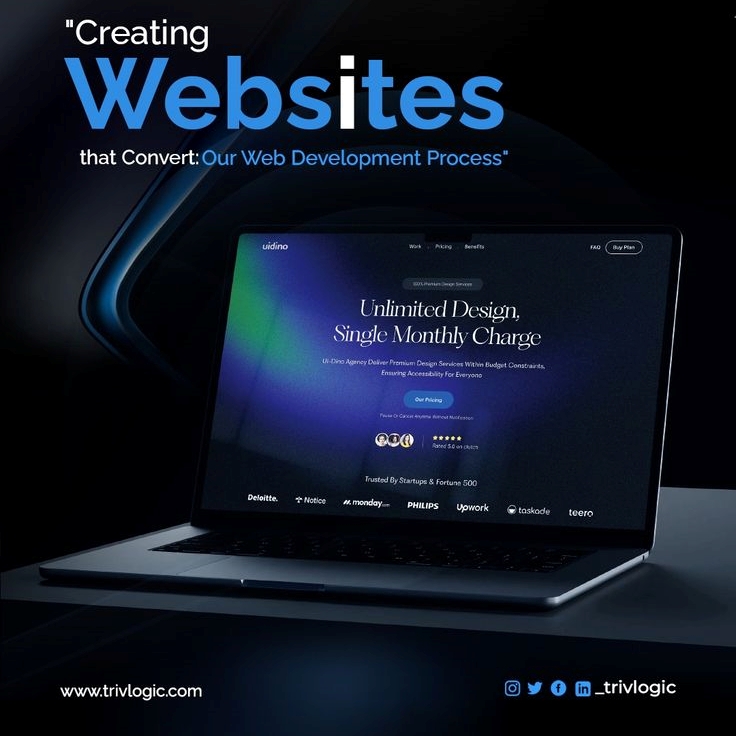 "Creating
Websites
that Convert: Our Web Development Process"
uidino
Work Pricing Benefits
FAQ Buy Plan
100% Premium Design Services
Unlimited Design,
Single Monthly Charge
Ui-Dino Agency Deliver Premium Design Services Within Budget Constraints,
Ensuring Accessibility For Everyone
Our Pricing
Pause Or Cancel Anytime, Without Notification
Rated 5.0 on clutch
Trusted By Startups & Fortune 500
Deloitte. Notice monday.com PHILIPS Upwork taskade teero
www.trivlogic.com
_trivlogic